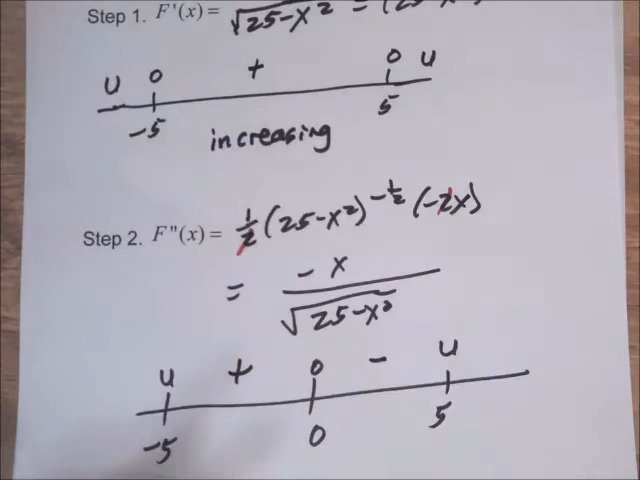 Step 1. F'(x) = √25-x² = (25-x
U 0 + 0 U
-5 5
increasing
Step 2. F"(x) = 1/2 (25-x²)^-1/2 (-2x)
= -x / √25-x²
U + 0 - U
-5 0 5